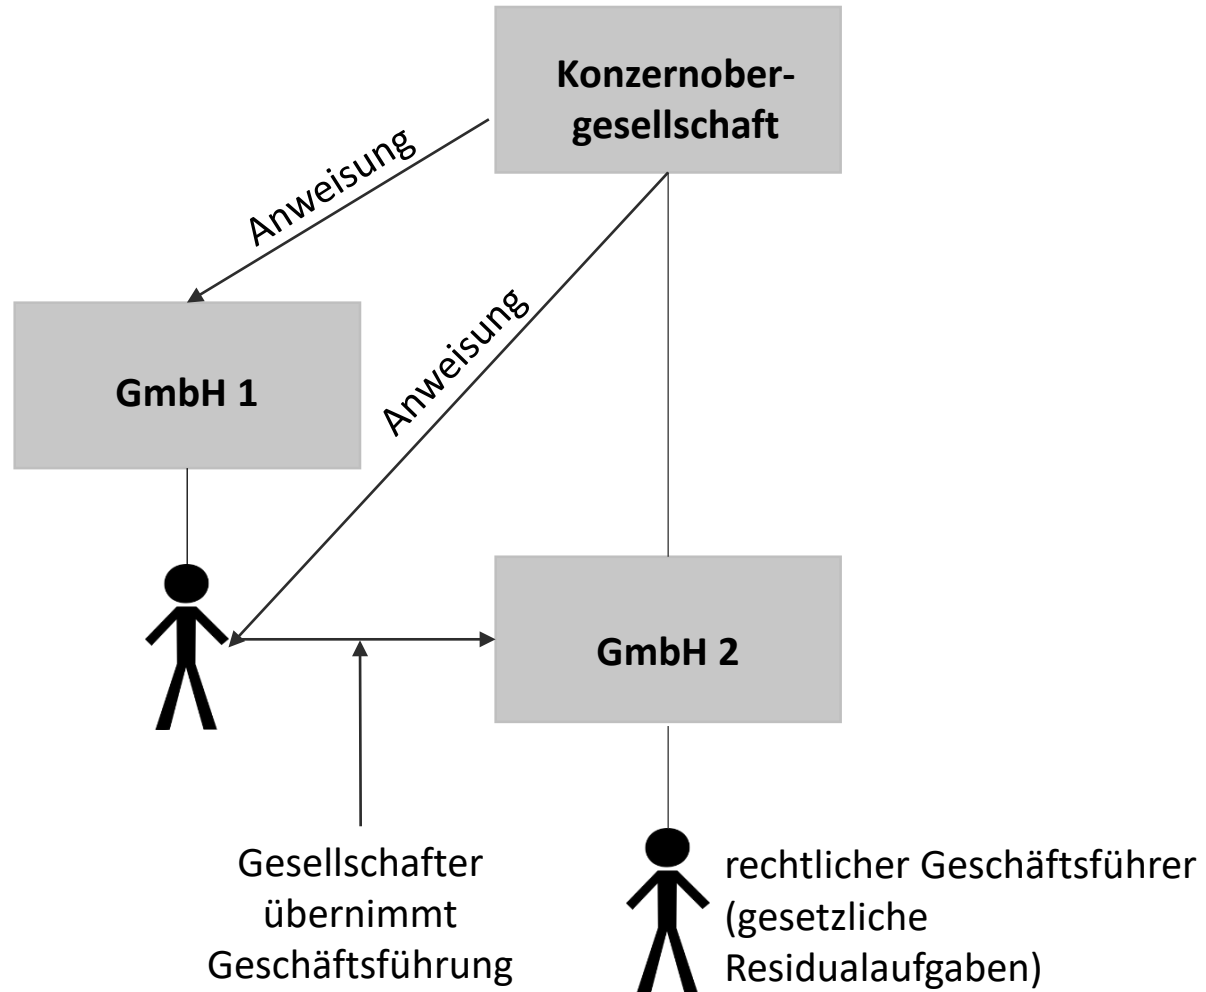 Konzernober-
gesellschaft
Anweisung
Anweisung
GmbH 1
GmbH 2
Gesellschafter
übernimmt
Geschäftsführung
rechtlicher Geschäftsführer
(gesetzliche
Residualaufgaben)